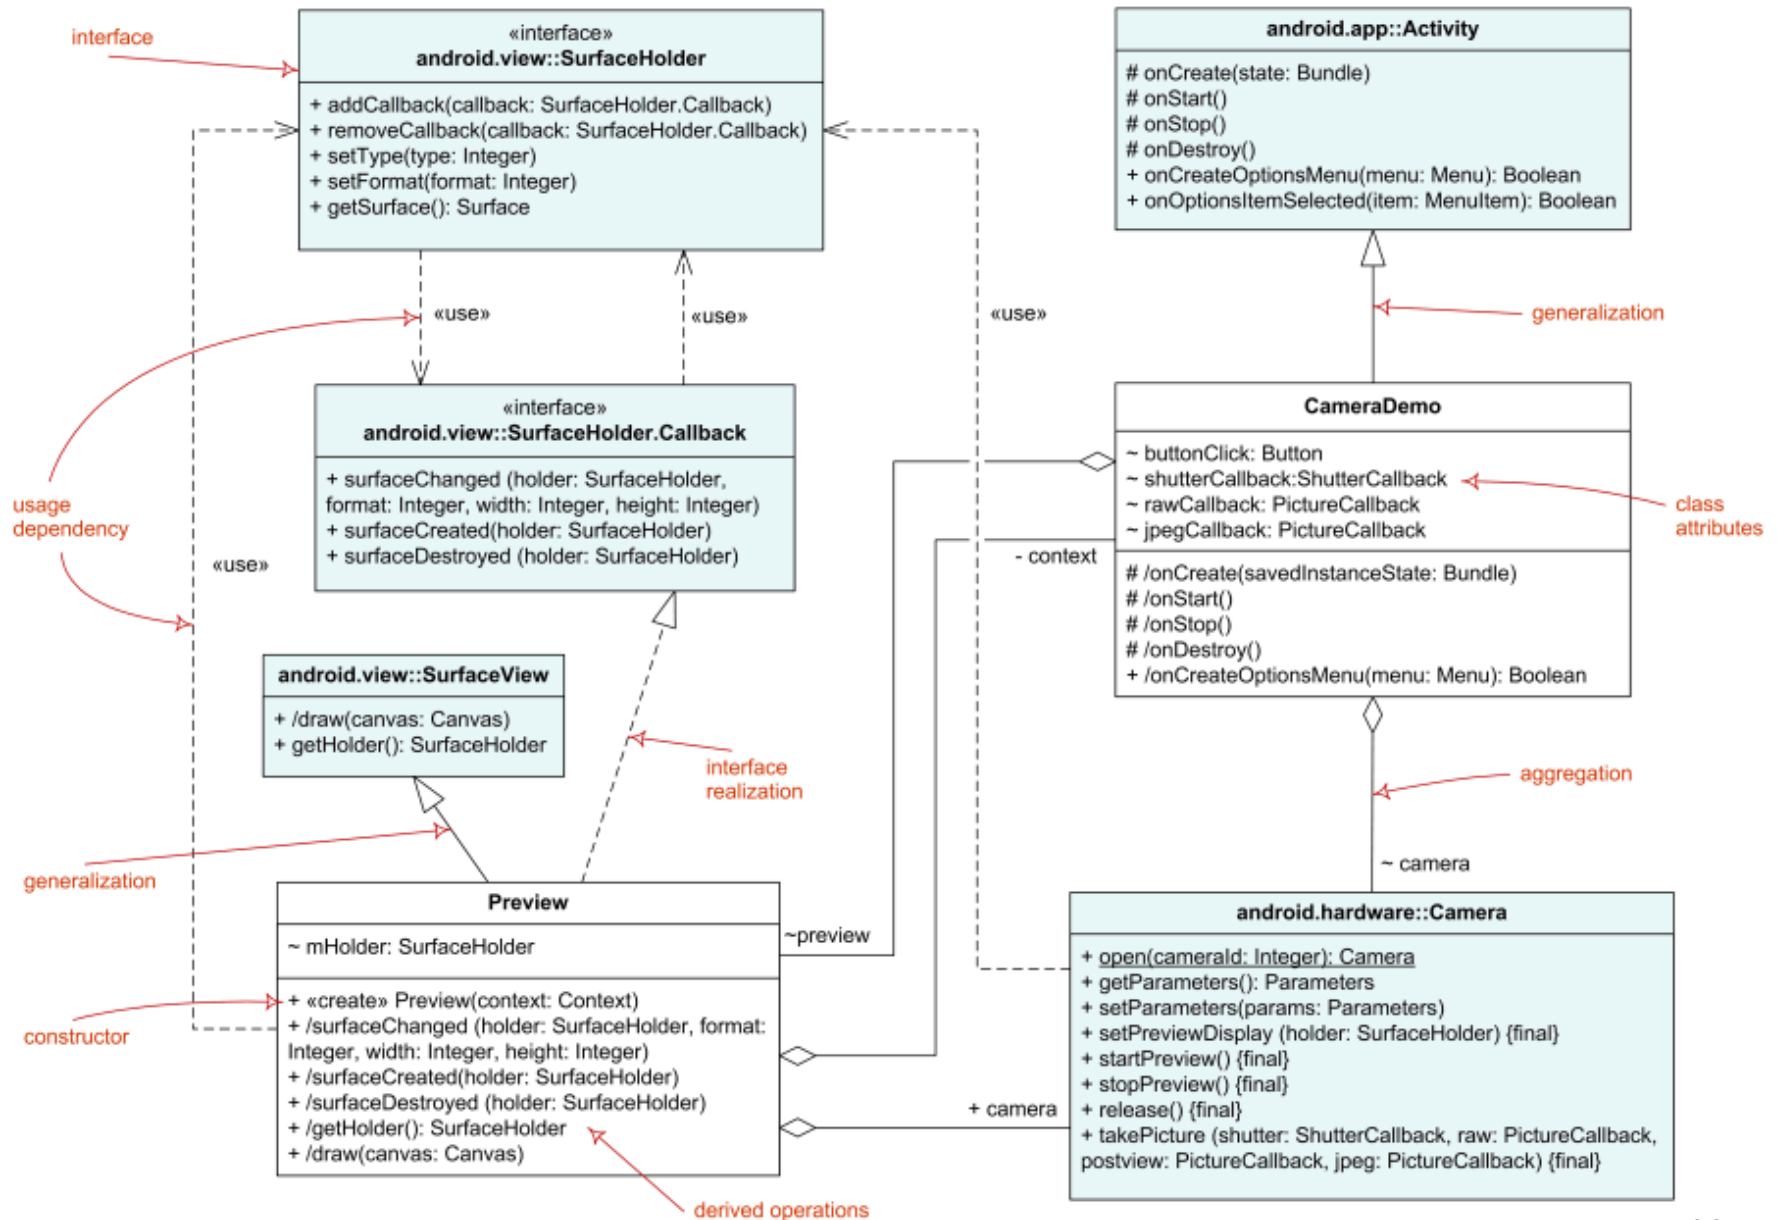 interface
«interface»
android.view::SurfaceHolder
+ addCallback(callback: SurfaceHolder.Callback)
+ removeCallback(callback: SurfaceHolder.Callback)
+ setType(type: Integer)
+ setFormat(format: Integer)
+ getSurface(): Surface
android.app::Activity
# onCreate(state: Bundle)
# onStart()
# onStop()
# onDestroy()
+ onCreateOptionsMenu(menu: Menu): Boolean
+ onOptionsItemSelected(item: MenuItem): Boolean
«use»
«use»
«use»
generalization
«interface»
android.view::SurfaceHolder.Callback
+ surfaceChanged (holder: SurfaceHolder,
format: Integer, width: Integer, height: Integer)
+ surfaceCreated(holder: SurfaceHolder)
+ surfaceDestroyed (holder: SurfaceHolder)
CameraDemo
~ buttonClick: Button
~ shutterCallback:ShutterCallback
~ rawCallback: PictureCallback
~ jpegCallback: PictureCallback
# /onCreate(savedInstanceState: Bundle)
# /onStart()
# /onStop()
# /onDestroy()
+ /onCreateOptionsMenu(menu: Menu): Boolean
class
attributes
usage
dependency
«use»
- context
android.view::SurfaceView
+ /draw(canvas: Canvas)
+ getHolder(): SurfaceHolder
interface
realization
aggregation
generalization
~ camera
Preview
~ mHolder: SurfaceHolder
+ «create» Preview(context: Context)
+ /surfaceChanged (holder: SurfaceHolder, format:
Integer, width: Integer, height: Integer)
+ /surfaceCreated(holder: SurfaceHolder)
+ /surfaceDestroyed (holder: SurfaceHolder)
+ /getHolder(): SurfaceHolder
+ /draw(canvas: Canvas)
~preview
constructor
+ camera
android.hardware::Camera
+ open(cameraId: Integer): Camera
+ getParameters(): Parameters
+ setParameters(params: Parameters)
+ setPreviewDisplay (holder: SurfaceHolder) {final}
+ startPreview() {final}
+ stopPreview() {final}
+ release() {final}
+ takePicture (shutter: ShutterCallback, raw: PictureCallback,
postview: PictureCallback, jpeg: PictureCallback) {final}
derived operations